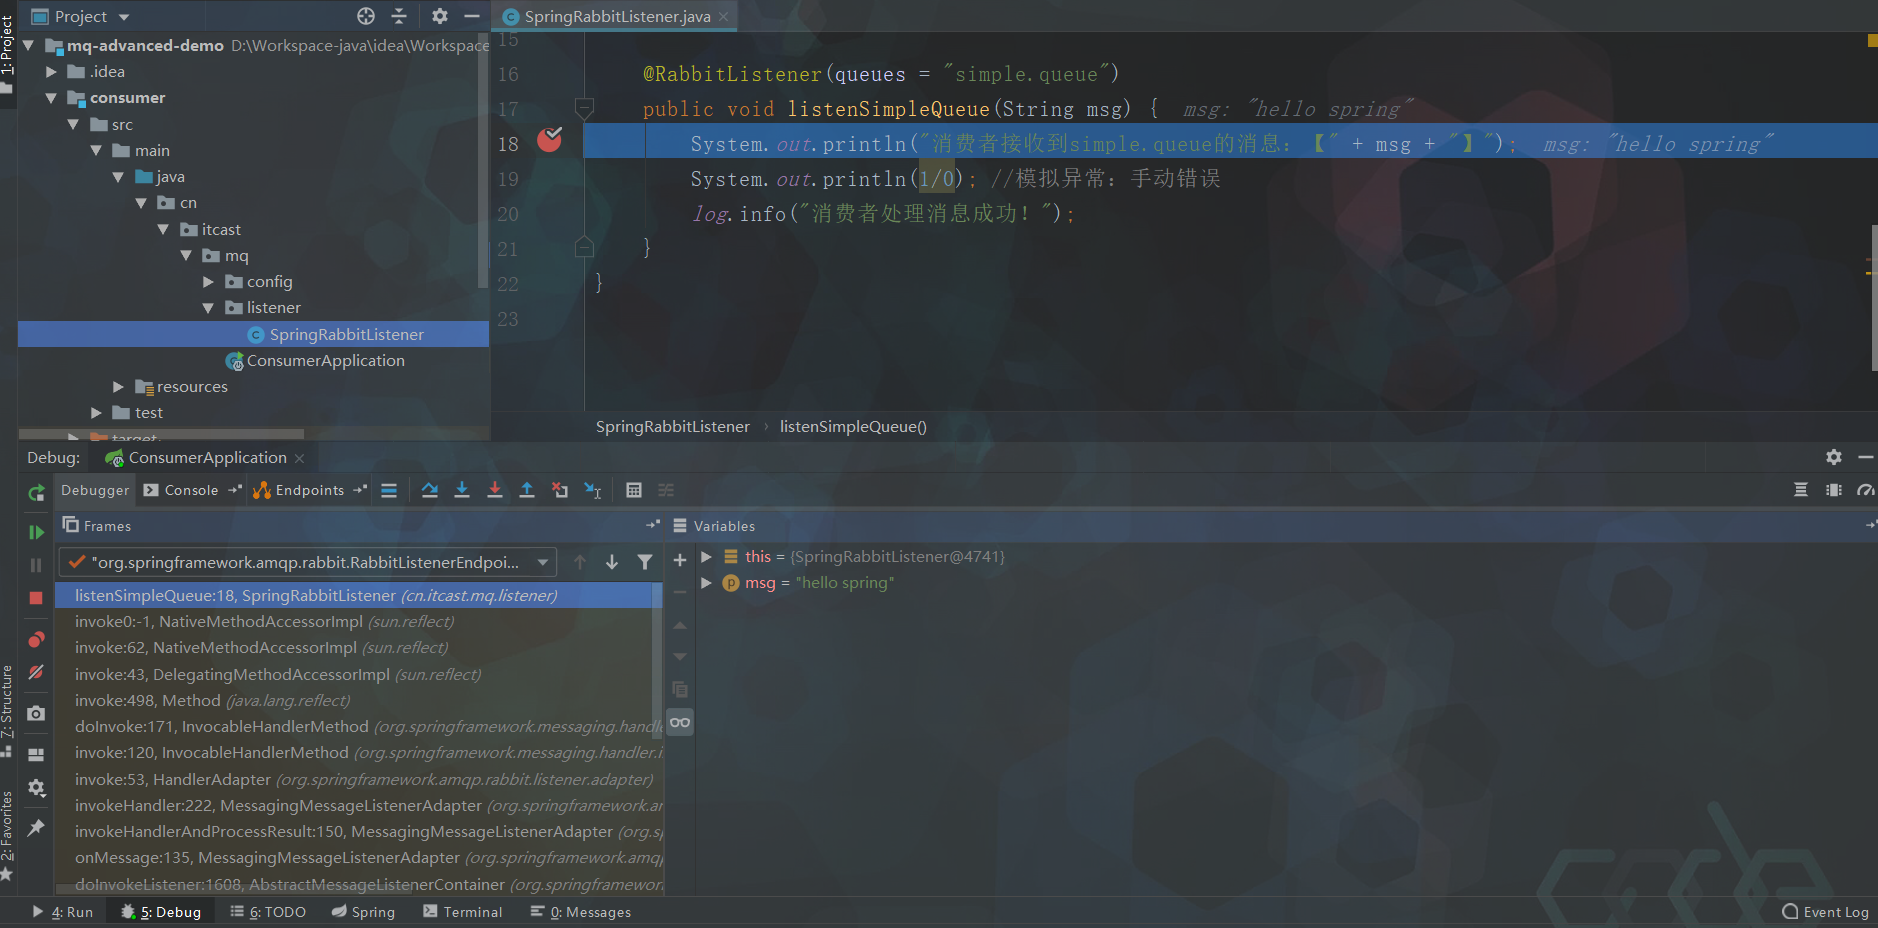 Project
SpringRabbitListener.java
1: Project
mq-advanced-demo D:\Workspace-java\idea\Workspace
.idea
consumer
src
main
java
cn
itcast
mq
config
listener
SpringRabbitListener
ConsumerApplication
resources
test
target
15
16 @RabbitListener(queues = "simple.queue")
17 public void listenSimpleQueue(String msg) { msg: "hello spring"
18 System.out.println("消费者接收到simple.queue的消息：【" + msg + "】"); msg: "hello spring"
19 System.out.println(1/0); //模拟异常：手动错误
20 log.info("消费者处理消息成功！");
21 }
22 }
23
SpringRabbitListener › listenSimpleQueue()
Debug: ConsumerApplication
Debugger Console Endpoints
Frames
Variables
"org.springframework.amqp.rabbit.RabbitListenerEndpoi...
this = {SpringRabbitListener@4741}
msg = "hello spring"
listenSimpleQueue:18, SpringRabbitListener (cn.itcast.mq.listener)
invoke0:-1, NativeMethodAccessorImpl (sun.reflect)
invoke:62, NativeMethodAccessorImpl (sun.reflect)
invoke:43, DelegatingMethodAccessorImpl (sun.reflect)
invoke:498, Method (java.lang.reflect)
doInvoke:171, InvocableHandlerMethod (org.springframework.messaging.handle
invoke:120, InvocableHandlerMethod (org.springframework.messaging.handler.i
invoke:53, HandlerAdapter (org.springframework.amqp.rabbit.listener.adapter)
invokeHandler:222, MessagingMessageListenerAdapter (org.springframework.am
invokeHandlerAndProcessResult:150, MessagingMessageListenerAdapter (org.sp
onMessage:135, MessagingMessageListenerAdapter (org.springframework.amqp
doInvokeListener:1608, AbstractMessageListenerContainer (org.springframewor
7: Structure
2: Favorites
4: Run 5: Debug 6: TODO Spring Terminal 0: Messages Event Log
code